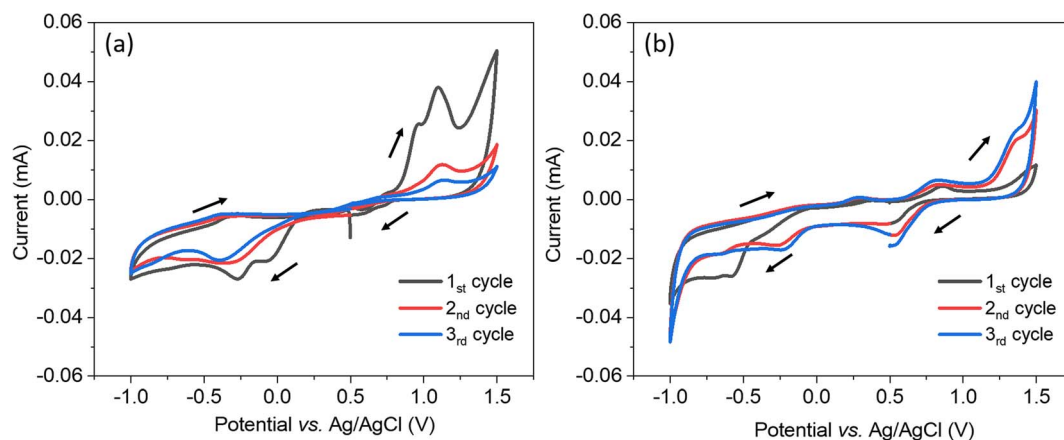 (a)
Current (mA)
0.06
0.04
0.02
0.00
-0.02
-0.04
-0.06
1st cycle
2nd cycle
3rd cycle
-1.0 -0.5 0.0 0.5 1.0 1.5
Potential vs. Ag/AgCl (V)
(b)
Current (mA)
0.06
0.04
0.02
0.00
-0.02
-0.04
-0.06
1st cycle
2nd cycle
3rd cycle
-1.0 -0.5 0.0 0.5 1.0 1.5
Potential vs. Ag/AgCl (V)